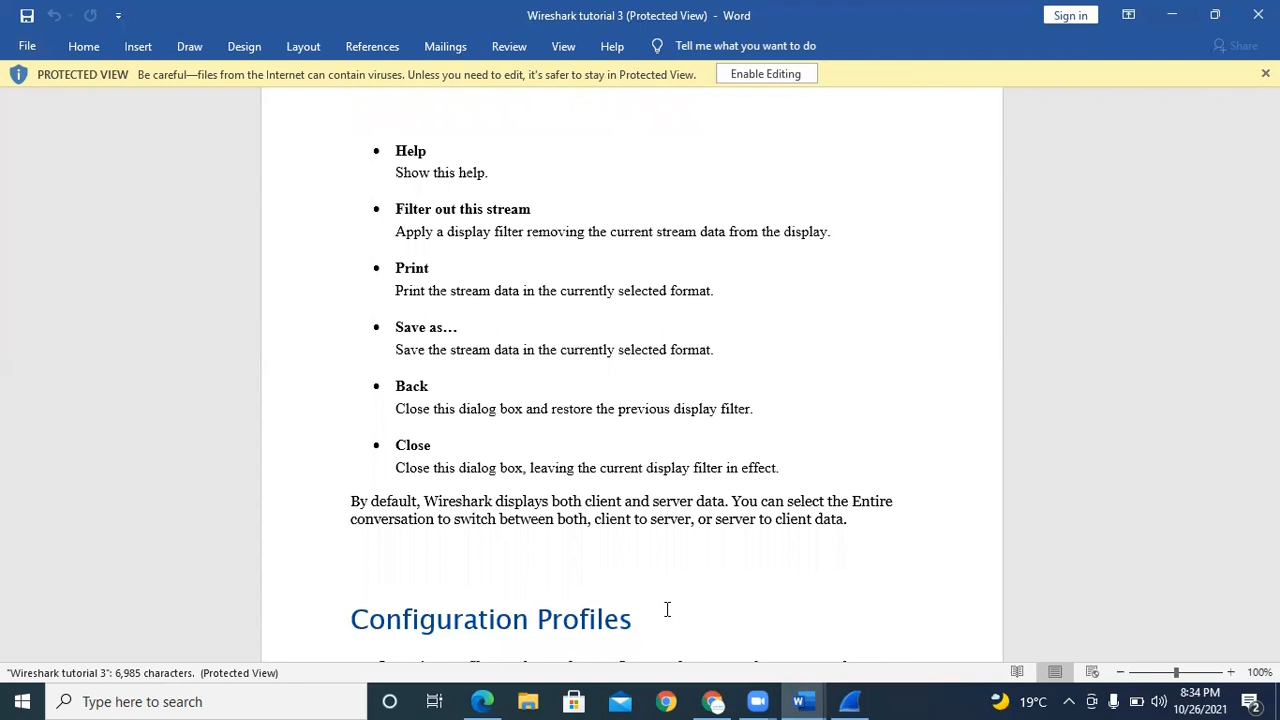 Wireshark tutorial 3 (Protected View) - Word
Sign in
File Home Insert Draw Design Layout References Mailings Review View Help Tell me what you want to do Share
PROTECTED VIEW Be careful—files from the Internet can contain viruses. Unless you need to edit, it's safer to stay in Protected View. Enable Editing
• Help
Show this help.
• Filter out this stream
Apply a display filter removing the current stream data from the display.
• Print
Print the stream data in the currently selected format.
• Save as…
Save the stream data in the currently selected format.
• Back
Close this dialog box and restore the previous display filter.
• Close
Close this dialog box, leaving the current display filter in effect.
By default, Wireshark displays both client and server data. You can select the Entire
conversation to switch between both, client to server, or server to client data.
Configuration Profiles
"Wireshark tutorial 3": 6,985 characters. (Protected View)
100%
Type here to search
19°C
8:34 PM
10/26/2021
2